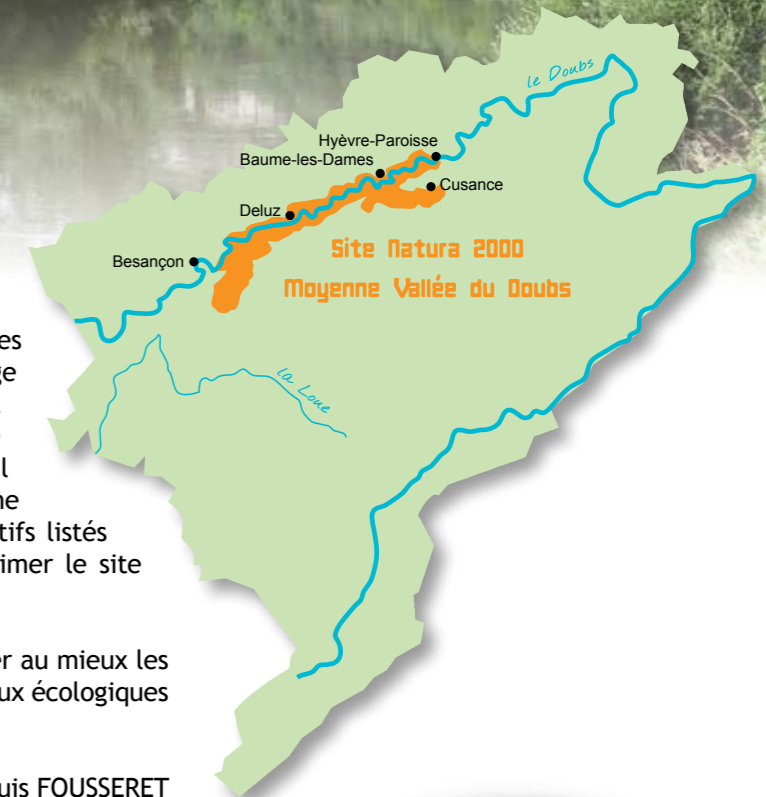 le Doubs
Hyèvre-Paroisse
Baume-les-Dames
Cusance
Deluz
Besançon
Site Natura 2000
Moyenne Vallée du Doubs
la Loue
es
ge
l
ne
tifs listés
imer le site
er au mieux les
ux écologiques
uis FOUSSERET